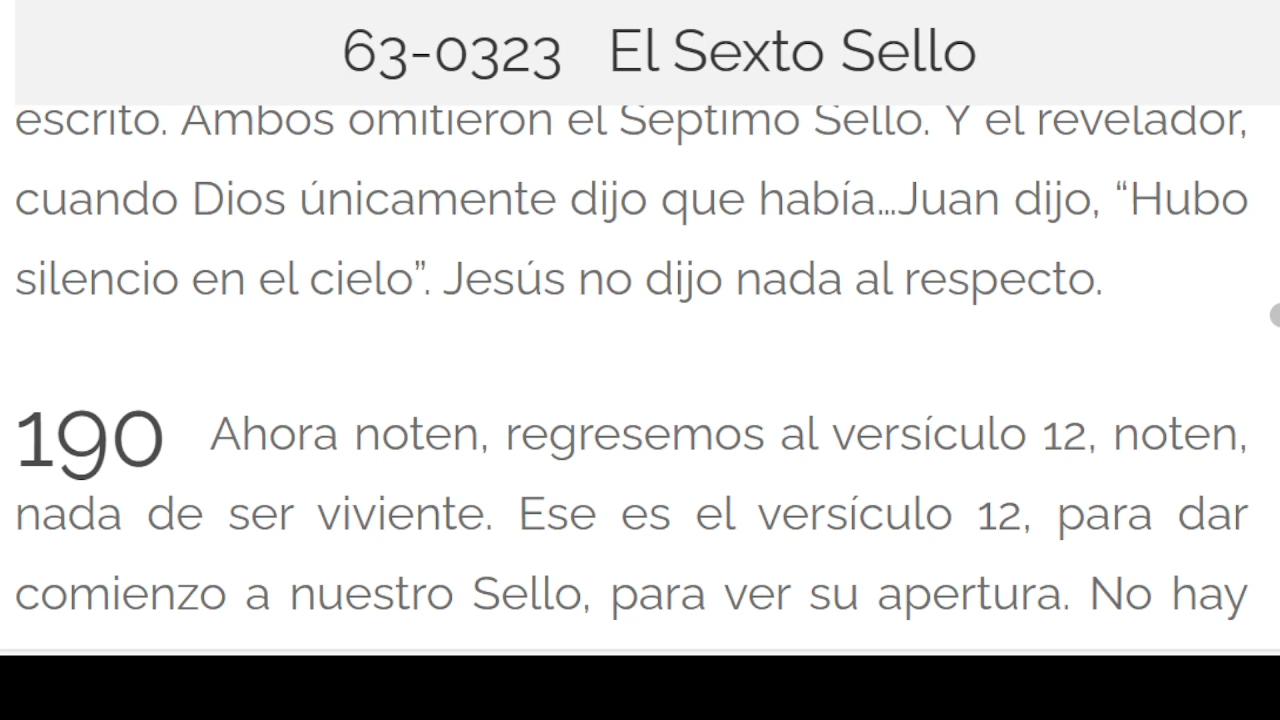 63-0323 El Sexto Sello
escrito. Ambos omitieron el Séptimo Sello. Y el revelador,
cuando Dios únicamente dijo que había...Juan dijo, “Hubo
silencio en el cielo”. Jesús no dijo nada al respecto.
190 Ahora noten, regresemos al versículo 12, noten,
nada de ser viviente. Ese es el versículo 12, para dar
comienzo a nuestro Sello, para ver su apertura. No hay